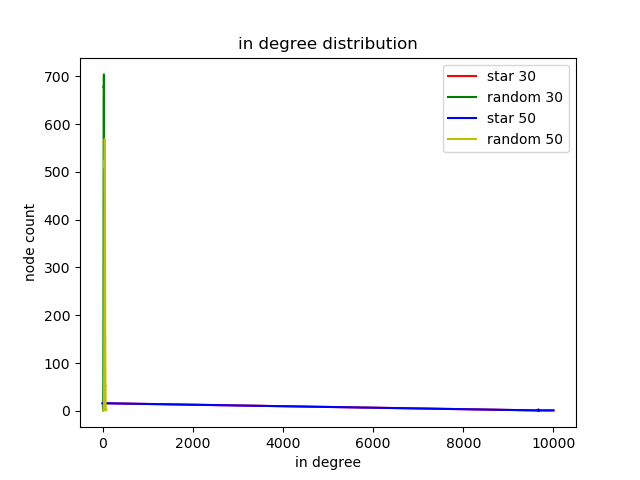 in degree distribution
700
600
500
400
300
200
100
0
node count
star 30
random 30
star 50
random 50
0
2000
4000
6000
8000
10000
in degree